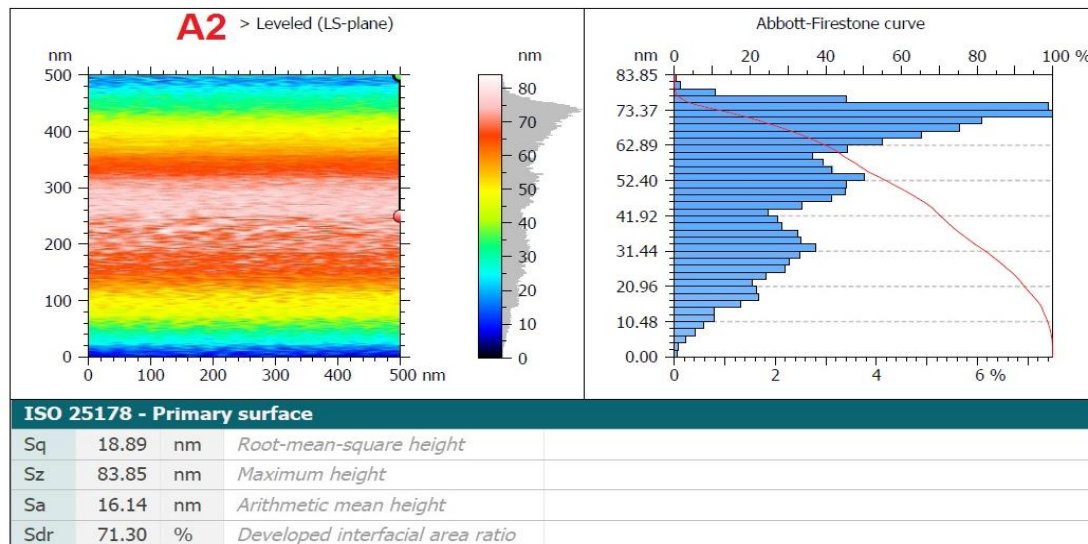 A2 > Leveled (LS-plane)
nm
500
400
300
200
100
0
0 100 200 300 400 500 nm
nm
80
70
60
50
40
30
20
10
0
Abbott-Firestone curve
nm 0 20 40 60 80 100 %
83.85
73.37
62.89
52.40
41.92
31.44
20.96
10.48
0.00
0 2 4 6 %
ISO 25178 - Primary surface
Sq 18.89 nm Root-mean-square height
Sz 83.85 nm Maximum height
Sa 16.14 nm Arithmetic mean height
Sdr 71.30 % Developed interfacial area ratio